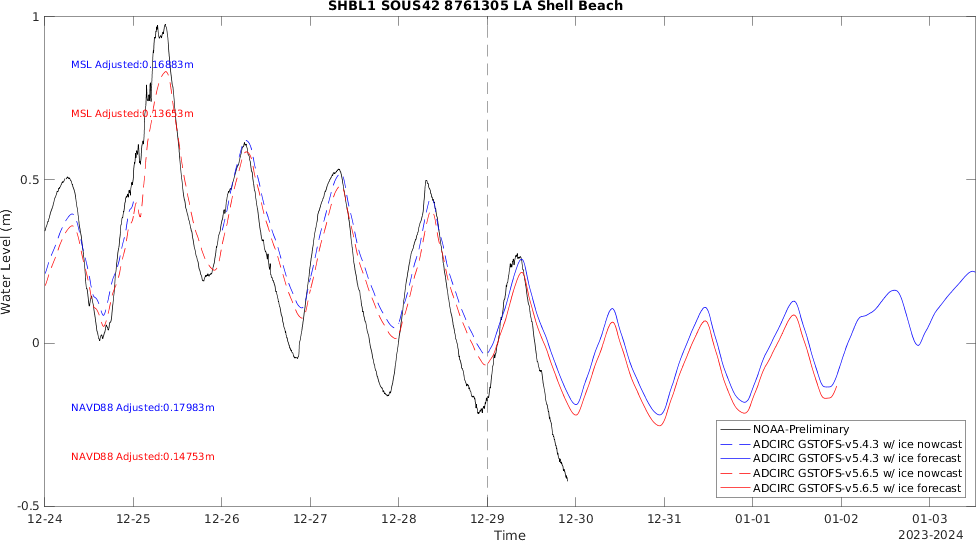 SHBL1 SOUS42 8761305 LA Shell Beach
1
MSL Adjusted:0.16883m
MSL Adjusted:0.13653m
0.5
Water Level (m)
0
NAVD88 Adjusted:0.17983m
NAVD88 Adjusted:0.14753m
NOAA-Preliminary
ADCIRC GSTOFS-v5.4.3 w/ ice nowcast
ADCIRC GSTOFS-v5.4.3 w/ ice forecast
ADCIRC GSTOFS-v5.6.5 w/ ice nowcast
ADCIRC GSTOFS-v5.6.5 w/ ice forecast
-0.5
12-24 12-25 12-26 12-27 12-28 12-29 12-30 12-31 01-01 01-02 01-03
Time
2023-2024